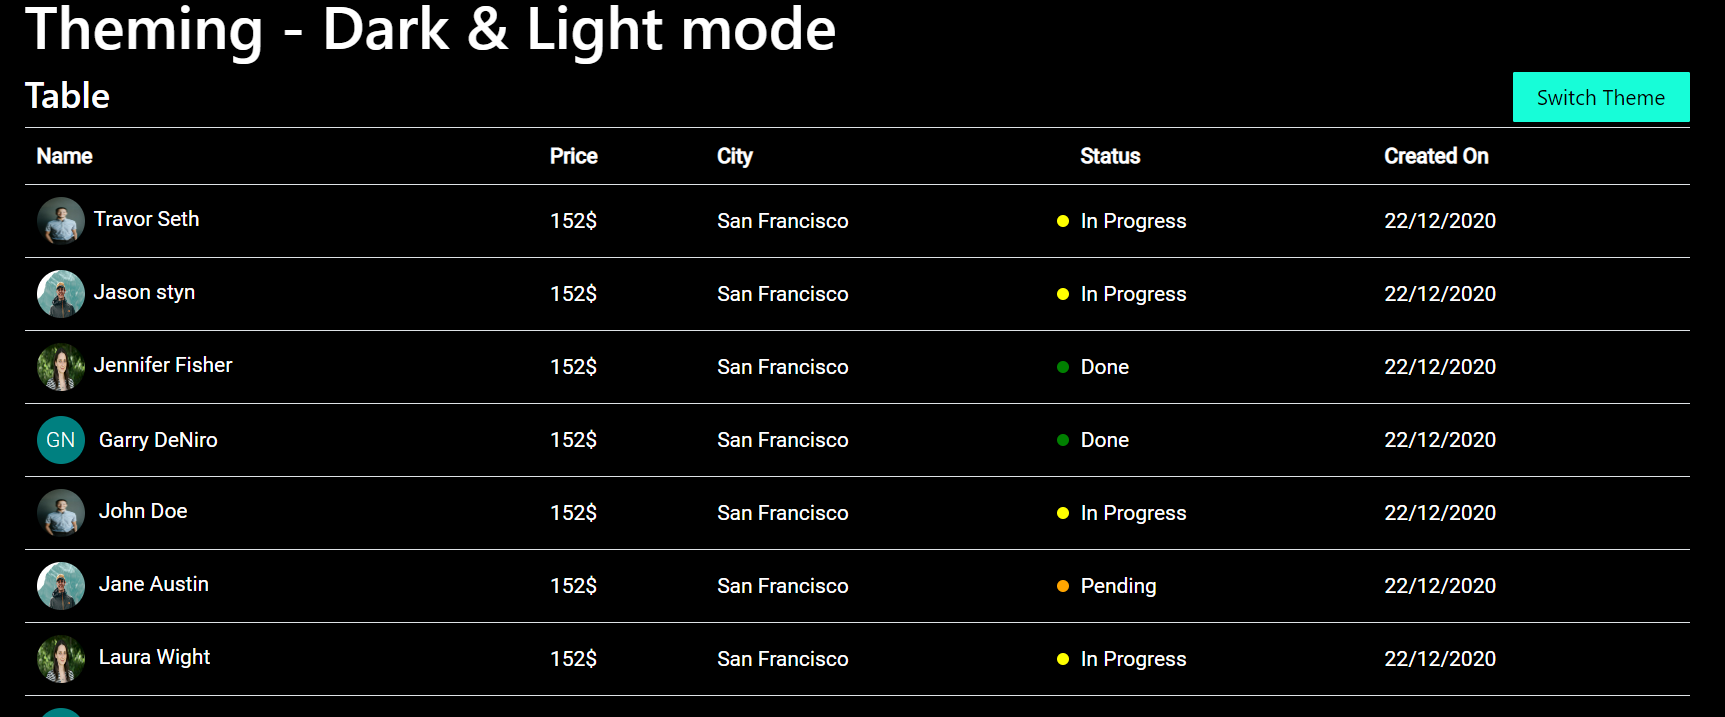 Theming - Dark & Light mode
Table
Switch Theme
Name Price City Status Created On
Travor Seth 152$ San Francisco In Progress 22/12/2020
Jason styn 152$ San Francisco In Progress 22/12/2020
Jennifer Fisher 152$ San Francisco Done 22/12/2020
GN Garry DeNiro 152$ San Francisco Done 22/12/2020
John Doe 152$ San Francisco In Progress 22/12/2020
Jane Austin 152$ San Francisco Pending 22/12/2020
Laura Wight 152$ San Francisco In Progress 22/12/2020